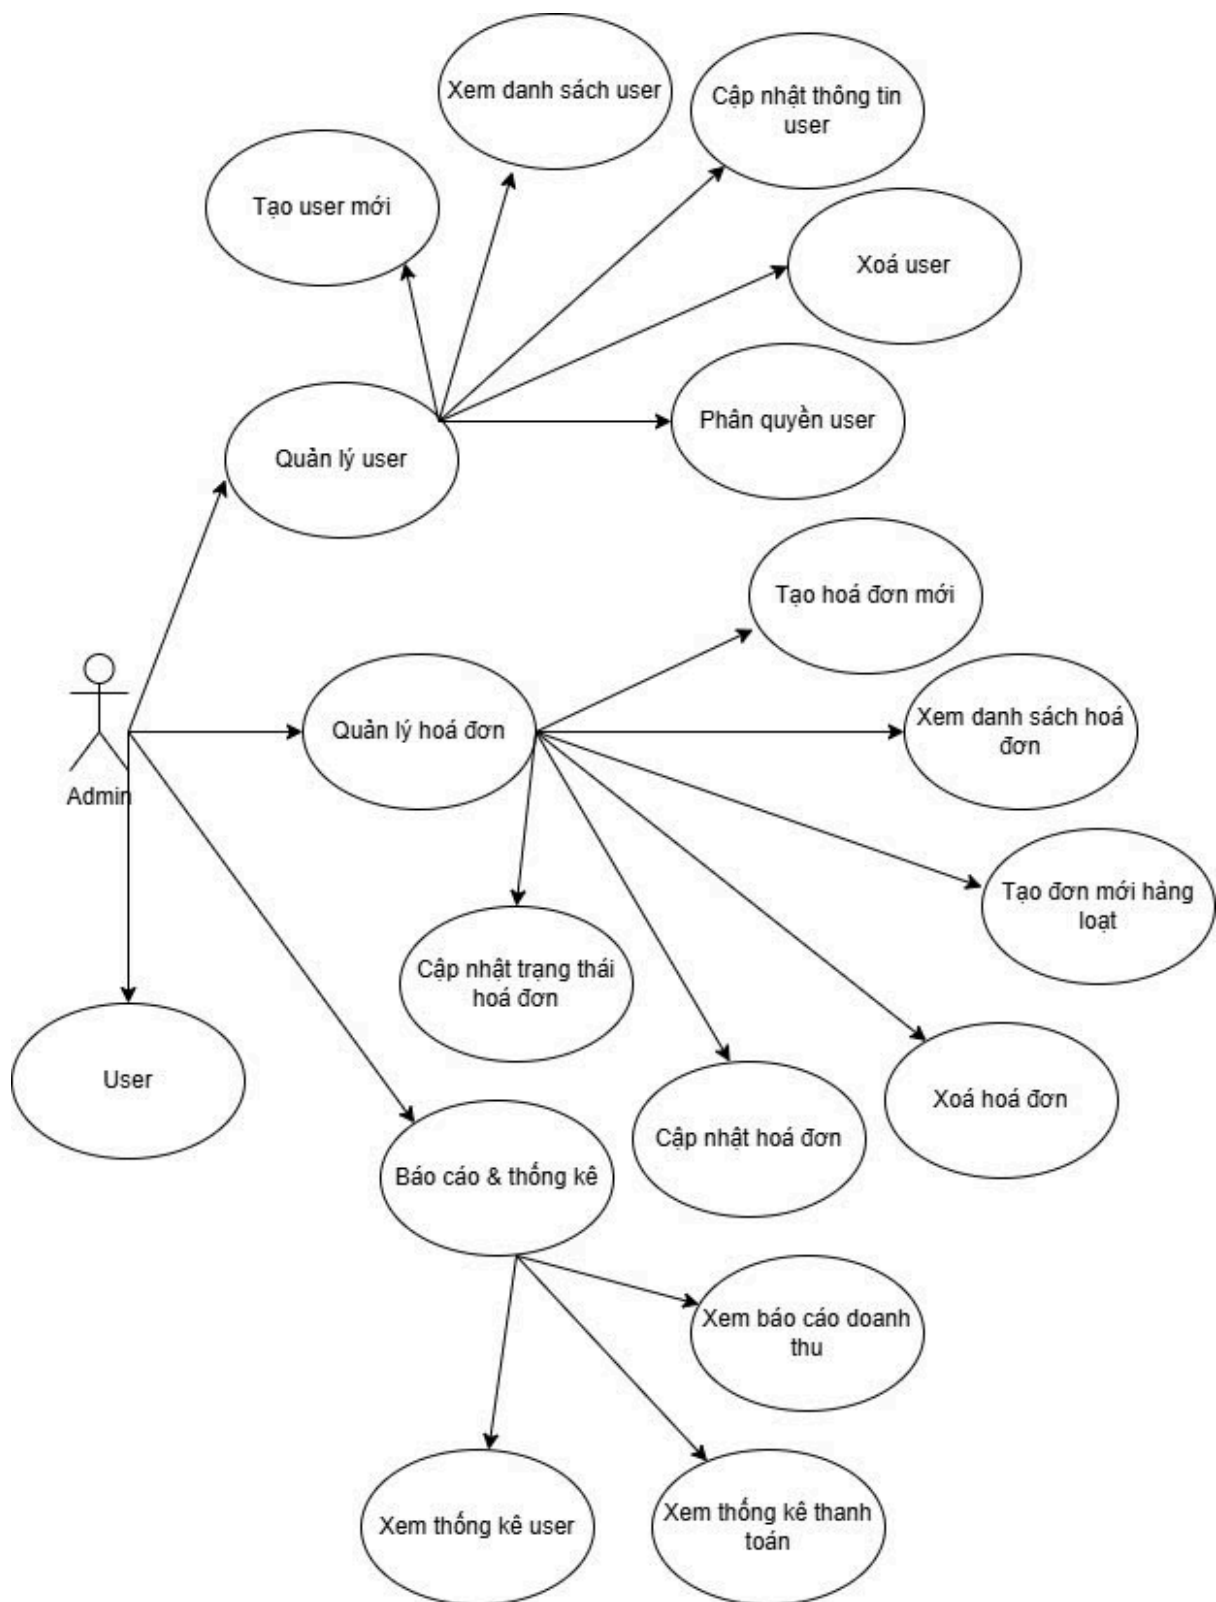 Xem danh sách user
Cập nhật thông tin
user
Tạo user mới
Xoá user
Phân quyền user
Quản lý user
Tạo hoá đơn mới
Quản lý hoá đơn
Xem danh sách hoá
đơn
Admin
Tạo đơn mới hàng
loạt
Cập nhật trạng thái
hoá đơn
User
Xoá hoá đơn
Cập nhật hoá đơn
Báo cáo & thống kê
Xem báo cáo doanh
thu
Xem thống kê user
Xem thống kê thanh
toán